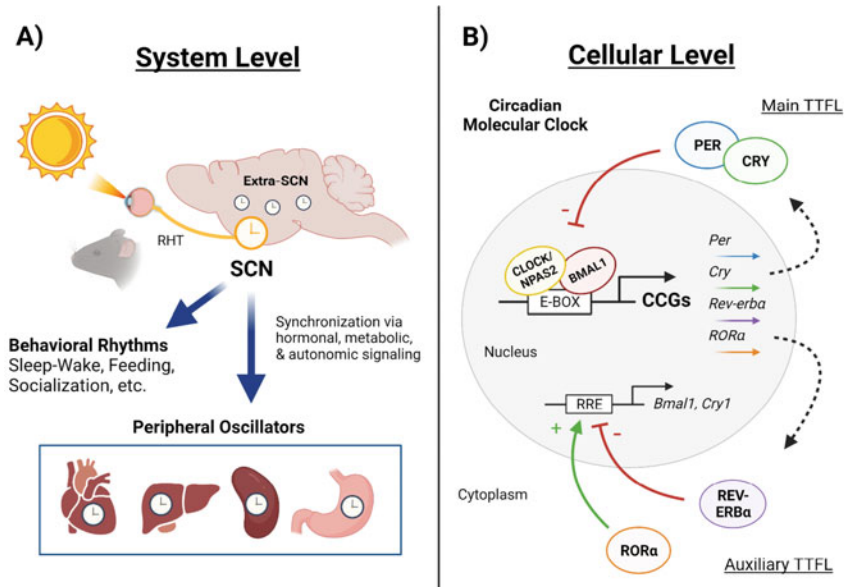 A)
System Level
Extra-SCN
RHT
SCN
Behavioral Rhythms
Sleep-Wake, Feeding,
Socialization, etc.
Synchronization via
hormonal, metabolic,
& autonomic signaling
Peripheral Oscillators
B)
Cellular Level
Circadian
Molecular Clock
Main TTFL
PER
CRY
-
CLOCK/
NPAS2
BMAL1
E-BOX
CCGs
Per
Cry
Rev-erbα
RORα
Nucleus
RRE
Bmal1, Cry1
+
-
Cytoplasm
REV-
ERBα
RORα
Auxiliary TTFL